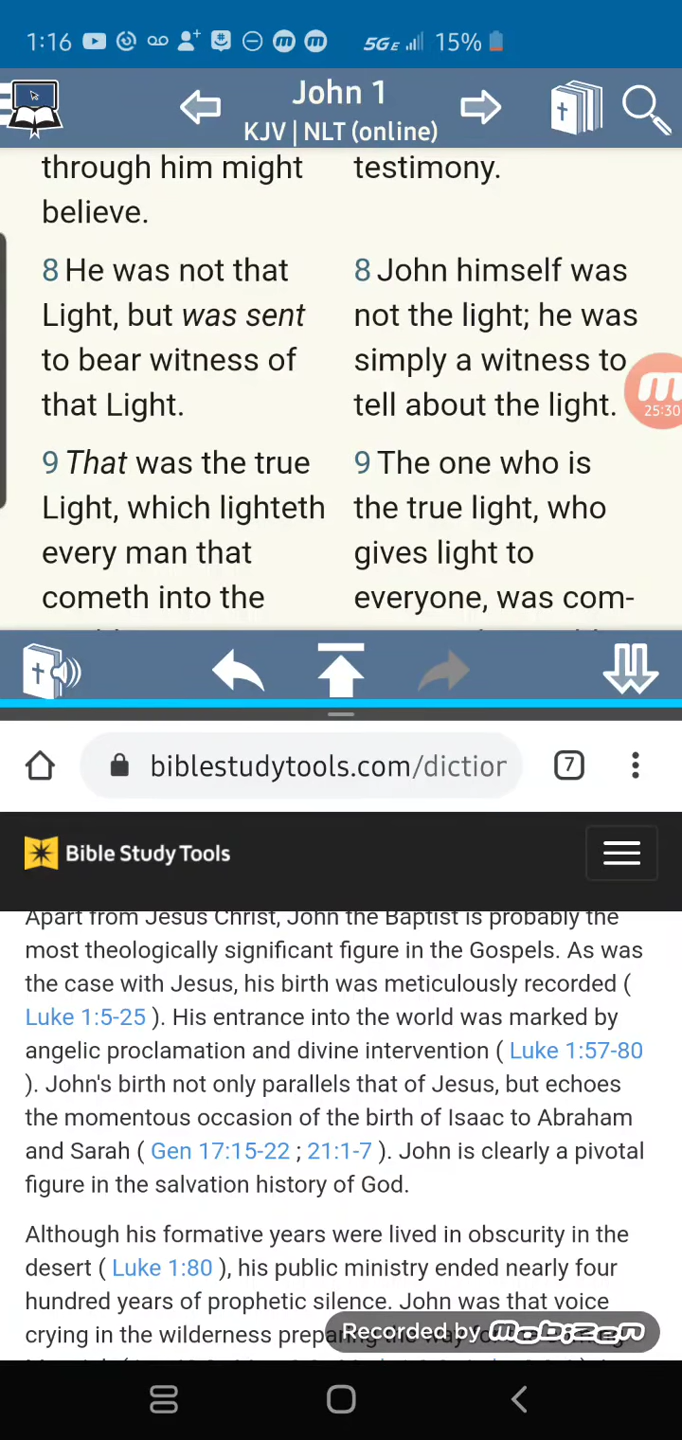 1:16
5GE
15%
John 1
KJV | NLT (online)
through him might
believe.
8 He was not that
Light, but was sent
to bear witness of
that Light.
9 That was the true
Light, which lighteth
every man that
cometh into the
testimony.
8 John himself was
not the light; he was
simply a witness to
tell about the light.
9 The one who is
the true light, who
gives light to
everyone, was com-
25:30
biblestudytools.com/diction
7
Bible Study Tools
Apart from Jesus Christ, John the Baptist is probably the
most theologically significant figure in the Gospels. As was
the case with Jesus, his birth was meticulously recorded (
Luke 1:5-25 ). His entrance into the world was marked by
angelic proclamation and divine intervention ( Luke 1:57-80
). John's birth not only parallels that of Jesus, but echoes
the momentous occasion of the birth of Isaac to Abraham
and Sarah ( Gen 17:15-22 ; 21:1-7 ). John is clearly a pivotal
figure in the salvation history of God.
Although his formative years were lived in obscurity in the
desert ( Luke 1:80 ), his public ministry ended nearly four
hundred years of prophetic silence. John was that voice
crying in the wilderness preparing the way for
Recorded by mobizen